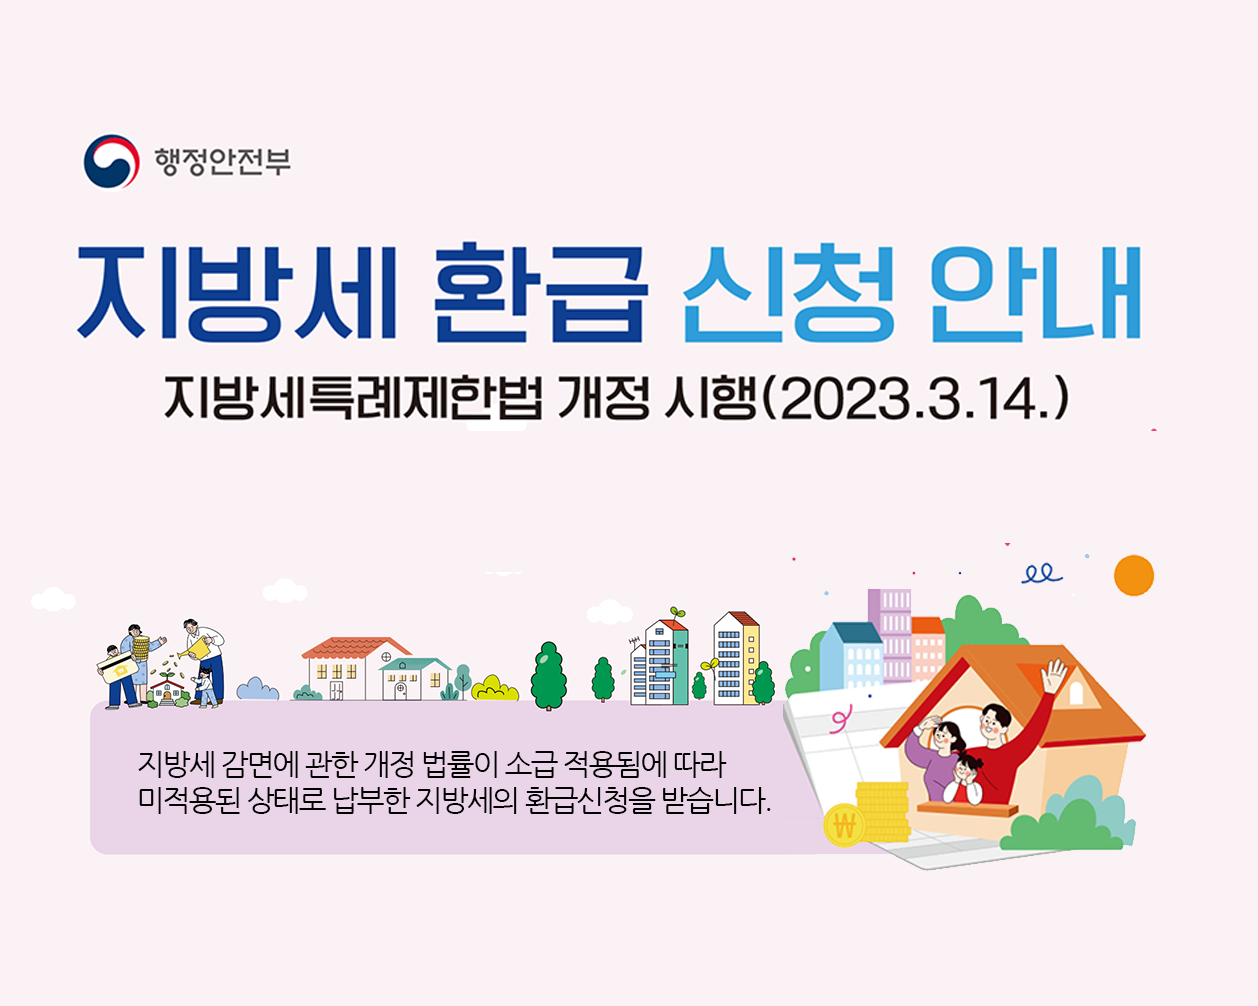 행정안전부
지방세 환급 신청 안내
지방세특례제한법 개정 시행(2023.3.14.)
지방세 감면에 관한 개정 법률이 소급 적용됨에 따라
미적용된 상태로 납부한 지방세의 환급신청을 받습니다.
₩